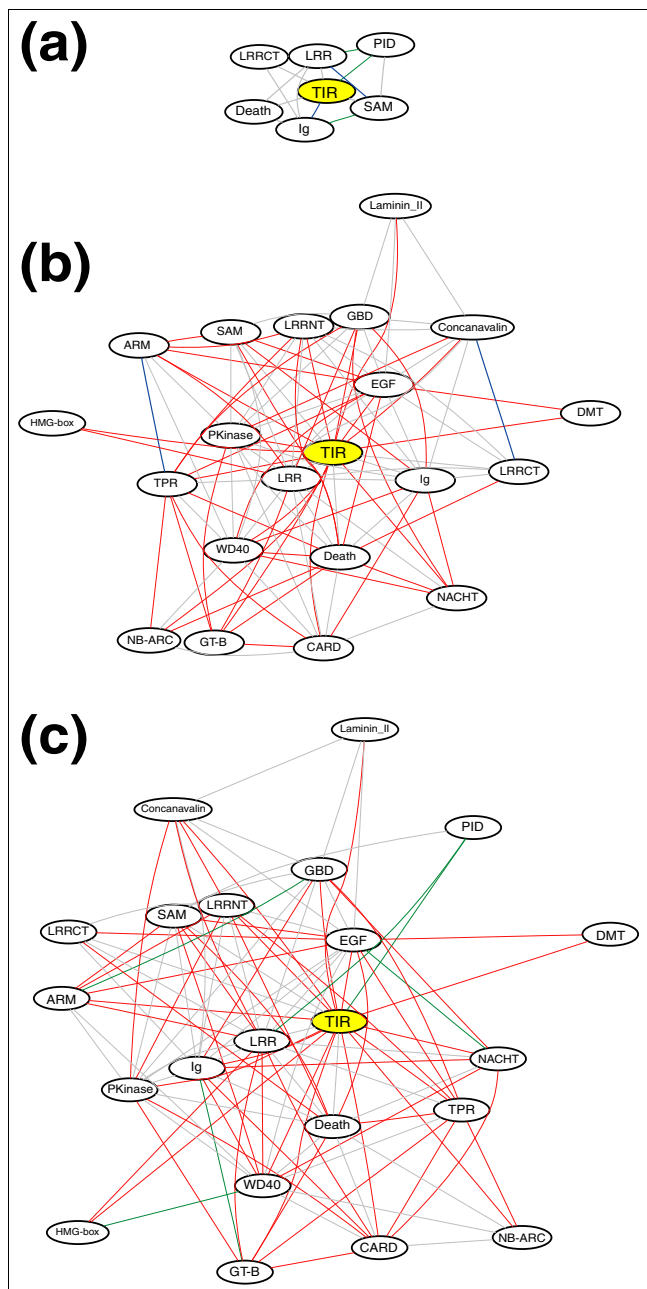 (a)
PID
LRRCT LRR
TIR
Death SAM
Ig
Laminin_II
(b)
GBD
SAM LRRNT Concanavalin
ARM
EGF
DMT
HMG-box
PKinase
TIR
LRR Ig LRRCT
TPR
WD40 Death
NACHT
NB-ARC GT-B CARD
(c)
Laminin_II
Concanavalin
PID
GBD
SAM LRRNT
LRRCT EGF DMT
ARM
TIR
LRR
Ig NACHT
PKinase
TPR
Death
WD40
HMG-box
CARD NB-ARC
GT-B